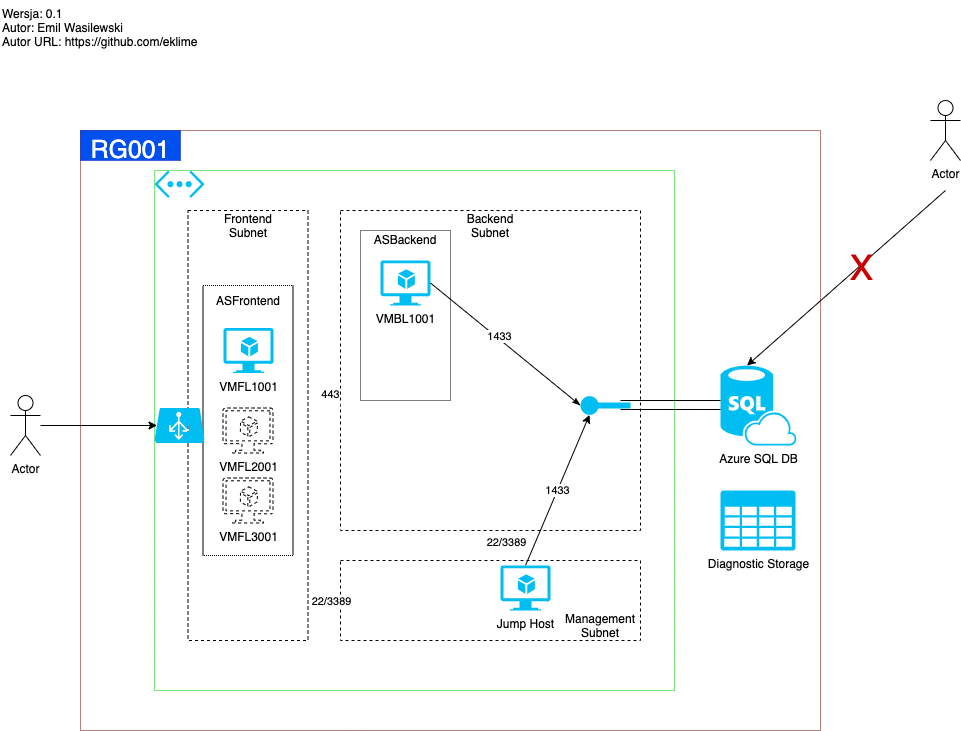 Wersja: 0.1
Autor: Emil Wasilewski
Autor URL: https://github.com/eklime
RG001
Actor
Frontend
Subnet
Backend
Subnet
ASBackend
VMBL1001
ASFrontend
VMFL1001
VMFL2001
VMFL3001
443
1433
SQL
X
Azure SQL DB
Actor
1433
22/3389
Diagnostic Storage
22/3389
Jump Host
Management
Subnet